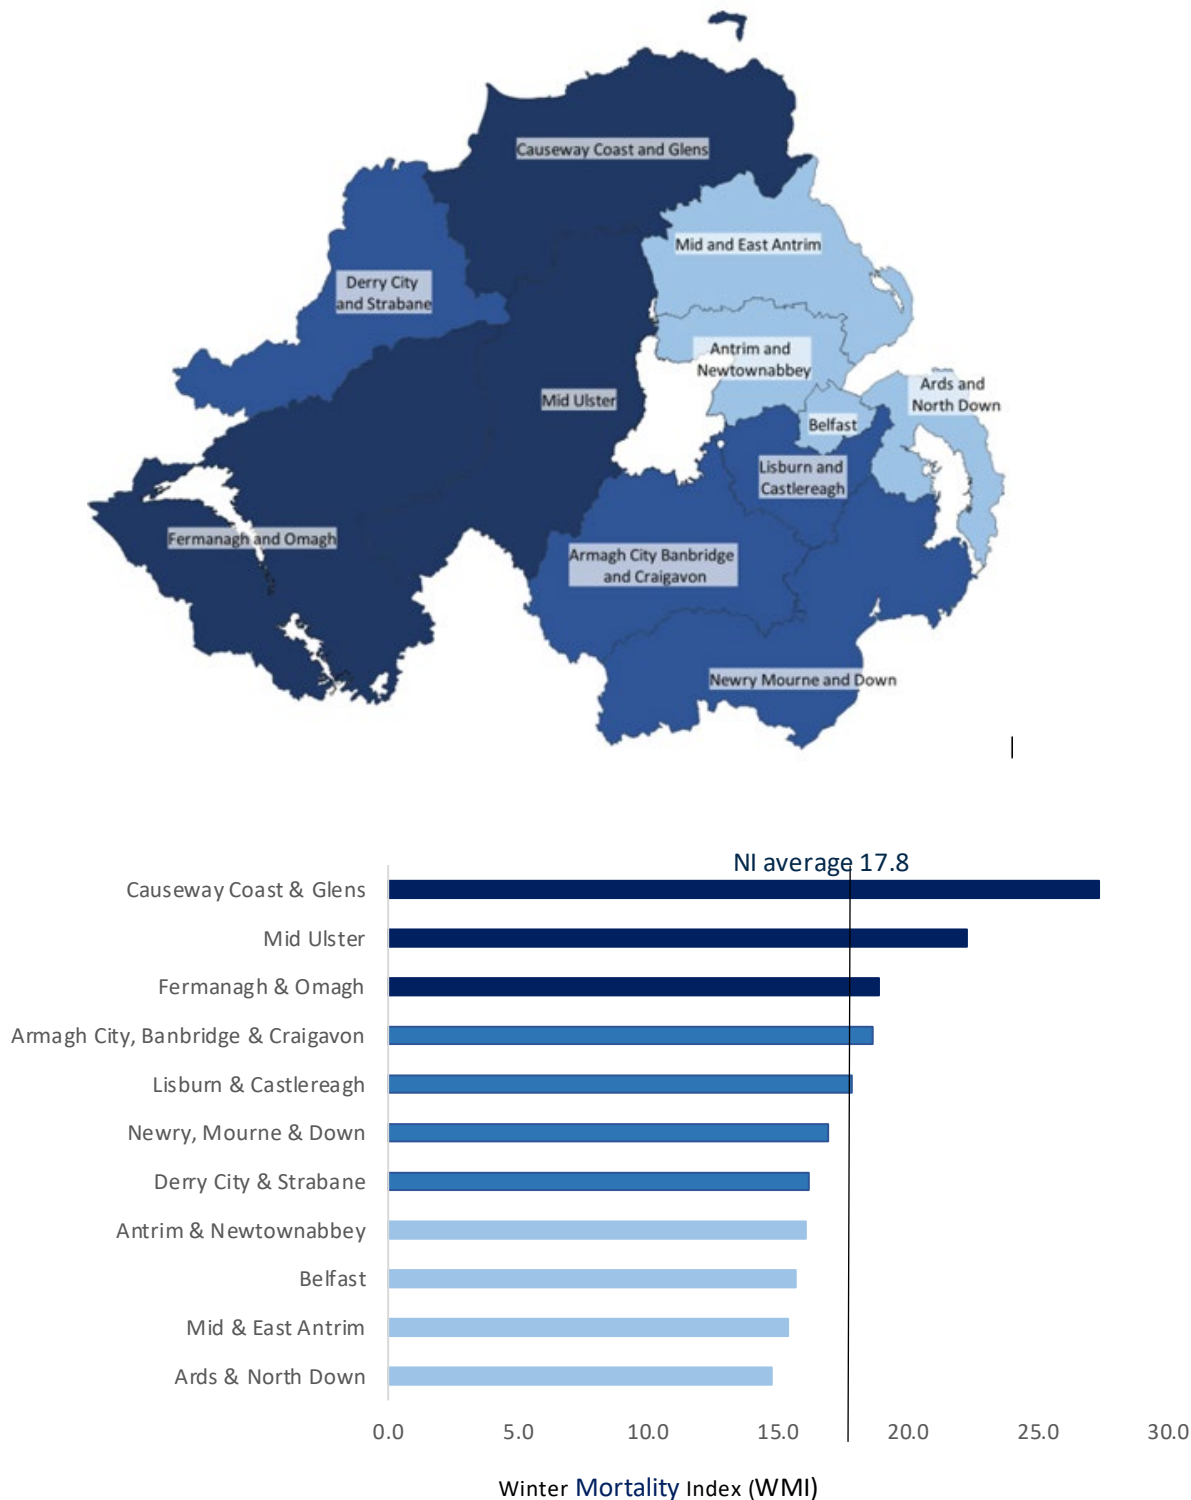 Causeway Coast and Glens
Mid and East Antrim
Derry City
and Strabane
Antrim and
Newtownabbey
Ards and
North Down
Mid Ulster
Belfast
Lisburn and
Castlereagh
Fermanagh and Omagh
Armagh City Banbridge
and Craigavon
Newry Mourne and Down
NI average 17.8
Causeway Coast & Glens
Mid Ulster
Fermanagh & Omagh
Armagh City, Banbridge & Craigavon
Lisburn & Castlereagh
Newry, Mourne & Down
Derry City & Strabane
Antrim & Newtownabbey
Belfast
Mid & East Antrim
Ards & North Down
0.0 5.0 10.0 15.0 20.0 25.0 30.0
Winter Mortality Index (WMI)